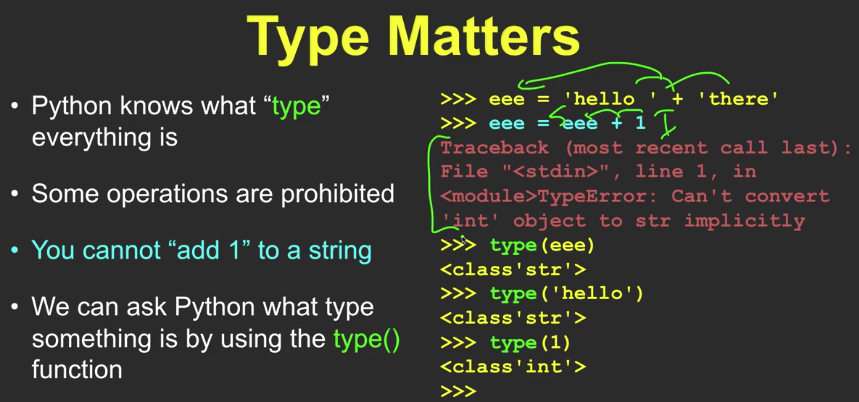 Type Matters
• Python knows what “type”
everything is
• Some operations are prohibited
• You cannot “add 1” to a string
• We can ask Python what type
something is by using the type()
function
>>> eee = 'hello ' + 'there'
>>> eee = eee + 1
Traceback (most recent call last):
File "<stdin>", line 1, in
<module>TypeError: Can't convert
'int' object to str implicitly
>>> type(eee)
<class'str'>
>>> type('hello')
<class'str'>
>>> type(1)
<class'int'>
>>>